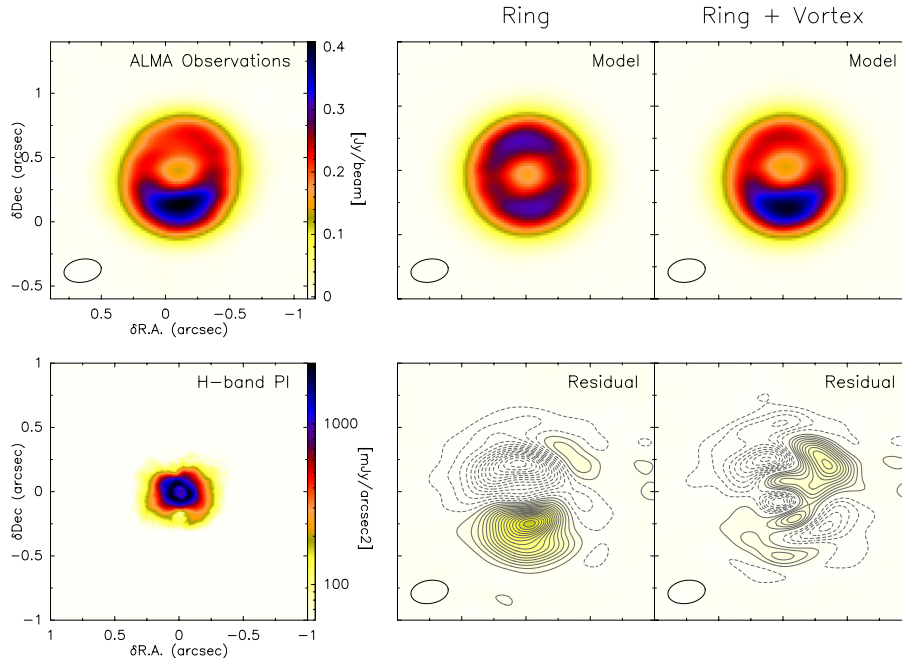 Ring
Ring + Vortex
ALMA Observations
Model
Model
1
0.5
0
−0.5
δDec (arcsec)
0.5
0
−0.5
−1
δR.A. (arcsec)
0.4
0.3
0.2
0.1
0
[Jy/beam]
H−band PI
Residual
Residual
1
0.5
0
−0.5
−1
δDec (arcsec)
1
0.5
0
−0.5
−1
δR.A. (arcsec)
1000
100
[mJy/arcsec2]